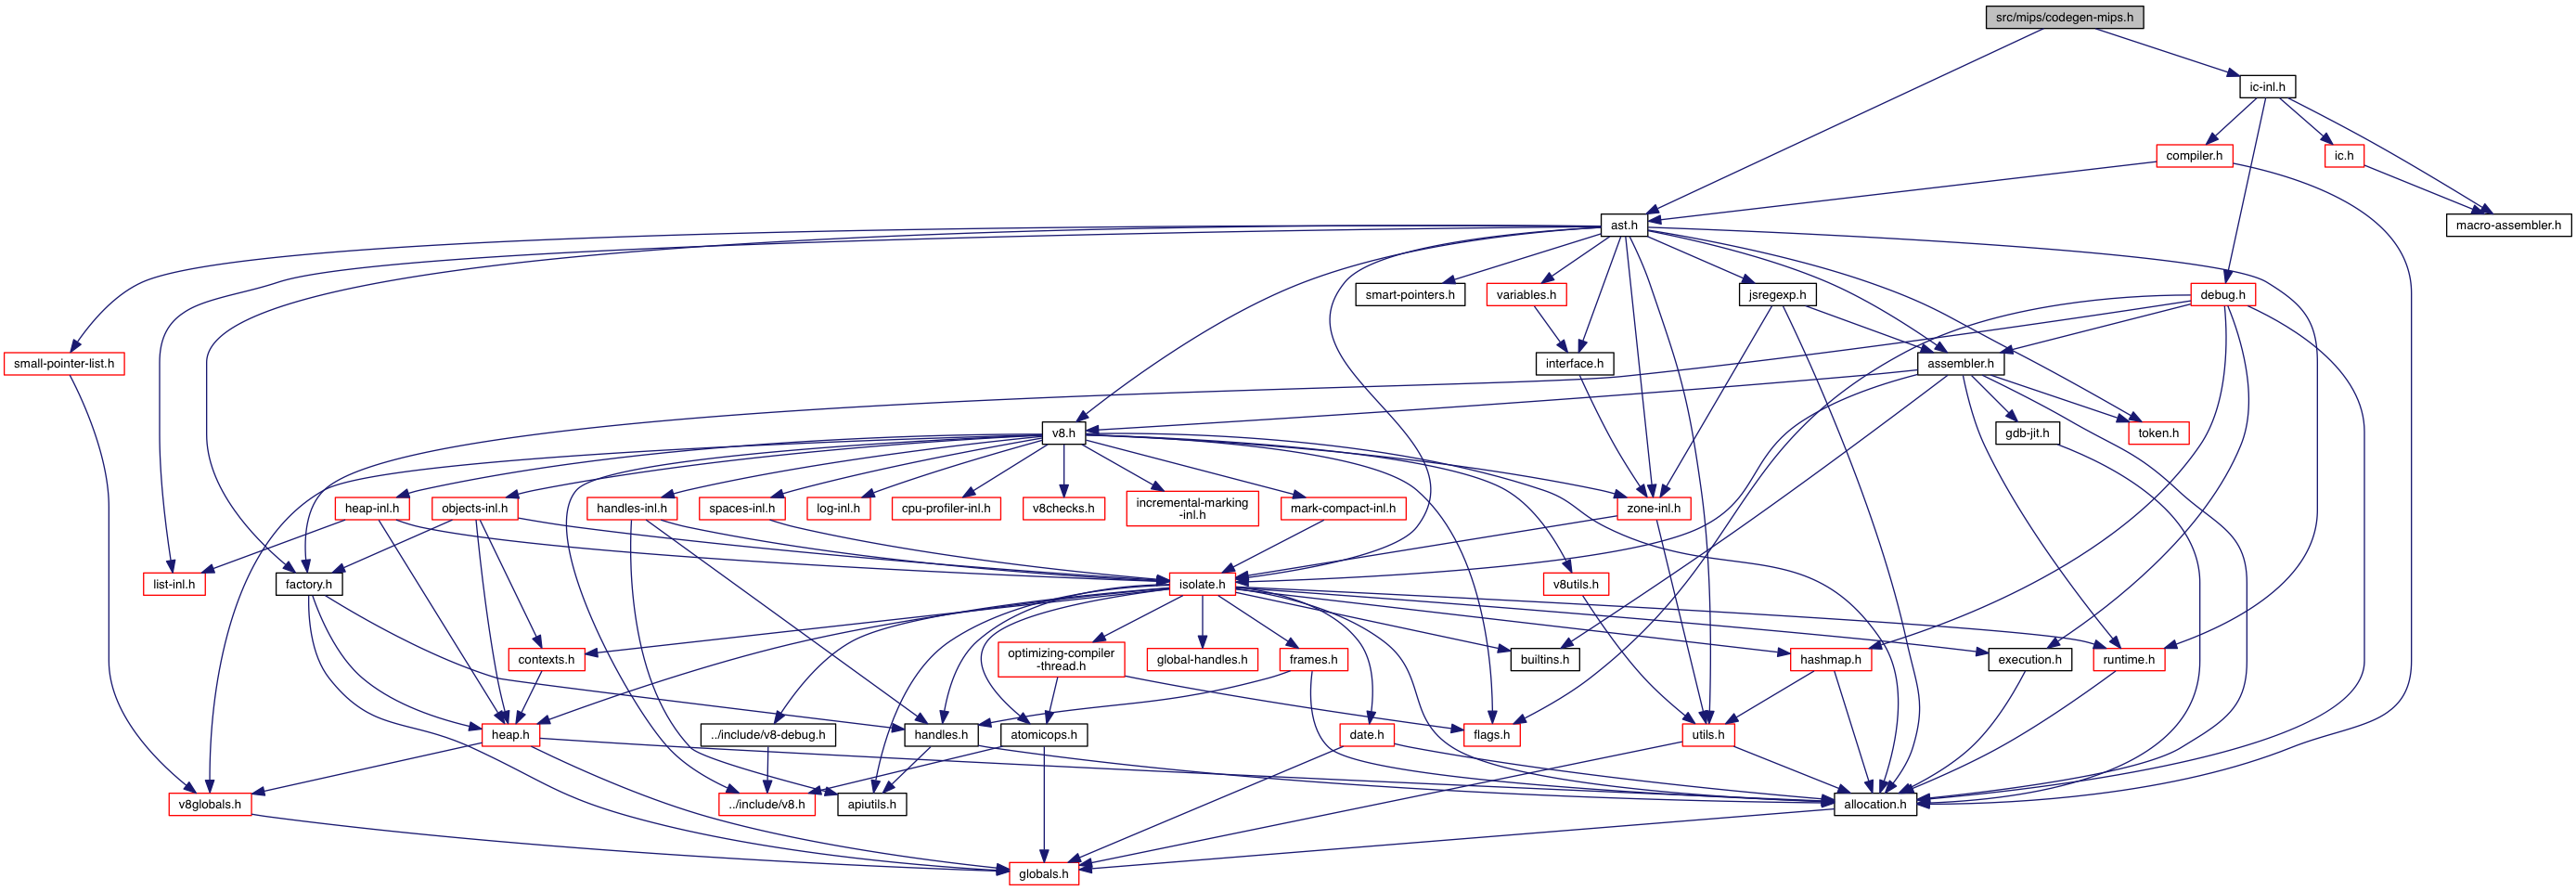 src/mips/codegen-mips.h
ic-inl.h
compiler.h
ic.h
ast.h
macro-assembler.h
smart-pointers.h
variables.h
jsregexp.h
debug.h
small-pointer-list.h
interface.h
assembler.h
v8.h
gdb-jit.h
token.h
heap-inl.h
objects-inl.h
handles-inl.h
spaces-inl.h
log-inl.h
cpu-profiler-inl.h
v8checks.h
incremental-marking
-inl.h
mark-compact-inl.h
zone-inl.h
list-inl.h
factory.h
isolate.h
v8utils.h
contexts.h
optimizing-compiler
-thread.h
global-handles.h
frames.h
builtins.h
hashmap.h
execution.h
runtime.h
heap.h
../include/v8-debug.h
handles.h
atomicops.h
date.h
flags.h
utils.h
v8globals.h
../include/v8.h
apiutils.h
allocation.h
globals.h